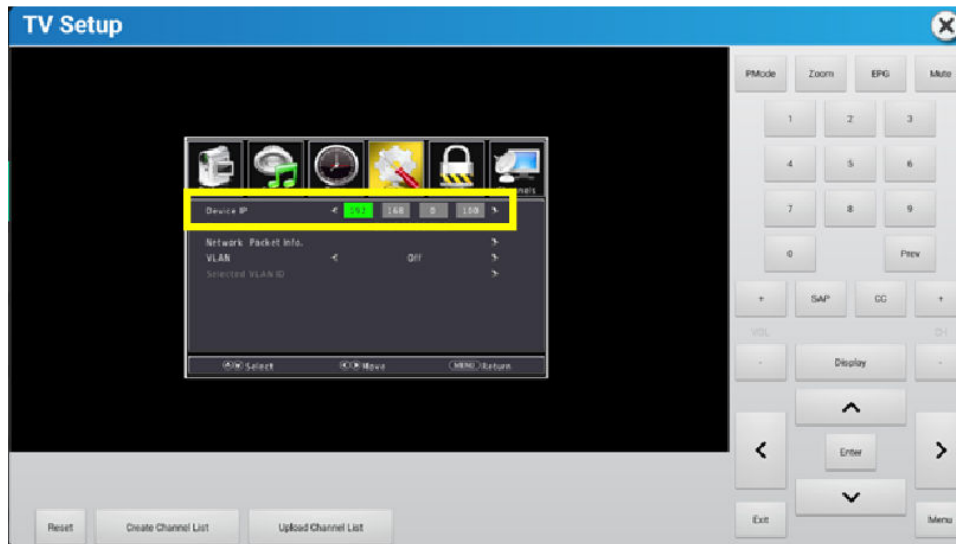 TV Setup
PMode Zoom EPG Mute
1 2 3
4 5 6
7 8 9
0 Prev
Device IP 192 168 0 100
Network Packet Info.
VLAN Off
Selected VLAN ID
Select Move MENU Return
+ SAP CC +
VOL CH
- Display -
Enter
Exit Menu
Reset Create Channel List Upload Channel List